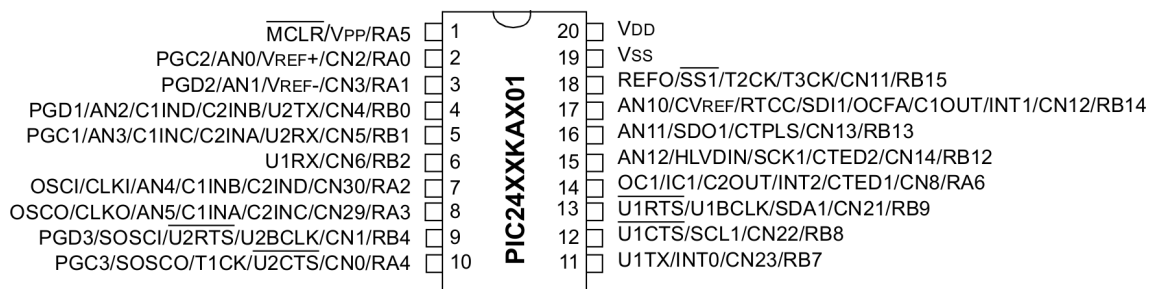 MCLR/VPP/RA5 1 20 VDD
PGC2/AN0/VREF+/CN2/RA0 2 19 VSS
PGD2/AN1/VREF-/CN3/RA1 3 18 REFO/SS1/T2CK/T3CK/CN11/RB15
PGD1/AN2/C1IND/C2INB/U2TX/CN4/RB0 4 17 AN10/CVREF/RTCC/SDI1/OCFA/C1OUT/INT1/CN12/RB14
PGC1/AN3/C1INC/C2INA/U2RX/CN5/RB1 5 16 AN11/SDO1/CTPLS/CN13/RB13
U1RX/CN6/RB2 6 15 AN12/HLVDIN/SCK1/CTED2/CN14/RB12
OSCI/CLKI/AN4/C1INB/C2IND/CN30/RA2 7 14 OC1/IC1/C2OUT/INT2/CTED1/CN8/RA6
OSCO/CLKO/AN5/C1INA/C2INC/CN29/RA3 8 13 U1RTS/U1BCLK/SDA1/CN21/RB9
PGD3/SOSCI/U2RTS/U2BCLK/CN1/RB4 9 12 U1CTS/SCL1/CN22/RB8
PGC3/SOSCO/T1CK/U2CTS/CN0/RA4 10 11 U1TX/INT0/CN23/RB7
PIC24XXKAX01